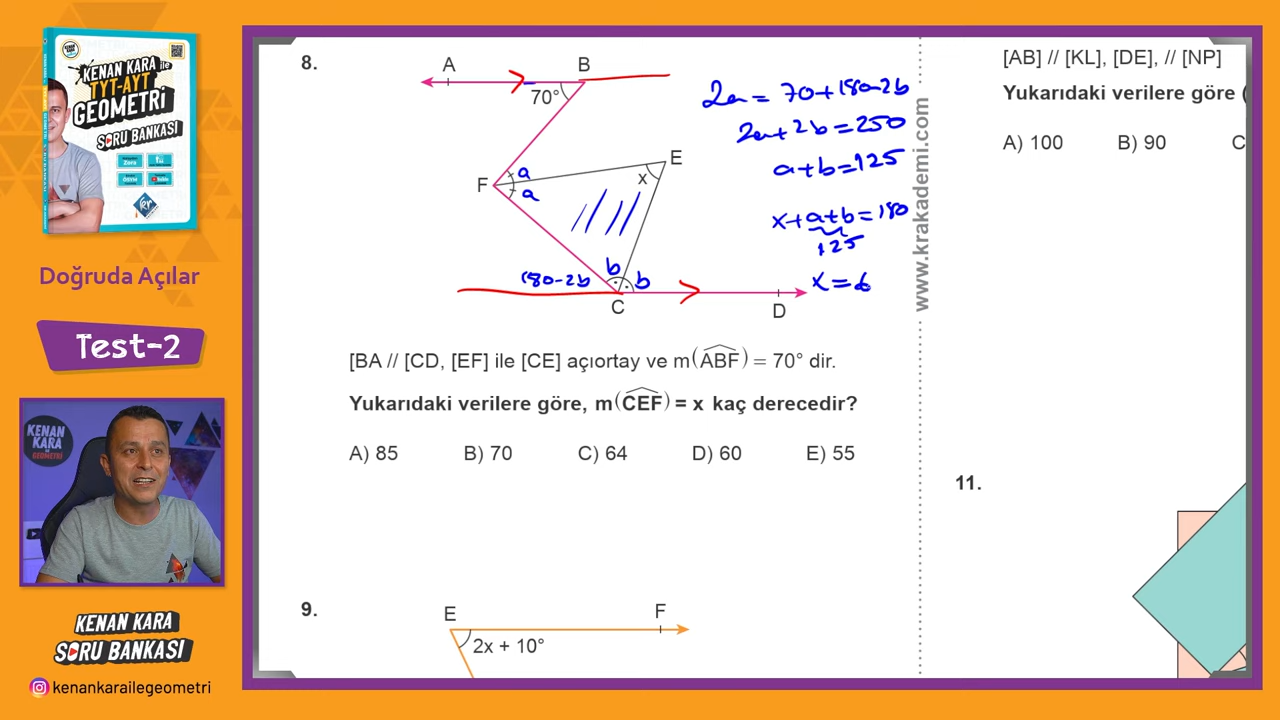 KENAN KARA ile
TYT-AYT
GEOMETRİ
SORU BANKASI
Doğruda Açılar
Test-2
KENAN
KARA
ile
GEOMETRİ
KENAN KARA
SORU BANKASI
kenankarailegeometri
8.
A
B
70°
F
a
a
E
x
b
b
180-2b
C
D
2a = 70+180-2b
2a+2b=250
a+b=125
x+a+b=180
125
x=6
[BA // [CD, [EF] ile [CE] açıortay ve m(ABF) = 70° dir.
Yukarıdaki verilere göre, m(CEF) = x kaç derecedir?
A) 85 B) 70 C) 64 D) 60 E) 55
9.
E
F
2x + 10°
www.krakademi.com
[AB] // [KL], [DE], // [NP]
Yukarıdaki verilere göre (
A) 100 B) 90 C
11.